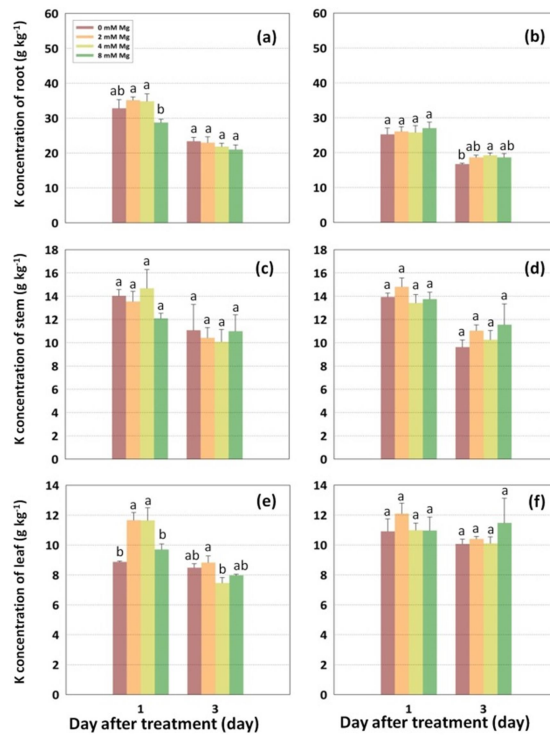 K concentration of root (g kg⁻¹)
60
50
40
30
20
10
0
0 mM Mg
2 mM Mg
4 mM Mg
8 mM Mg
(a)
ab a a b
a a a a
60
50
40
30
20
10
0
(b)
a a a a
b ab a ab
K concentration of stem (g kg⁻¹)
18
16
14
12
10
8
6
4
2
0
(c)
a a a a
a a a a
18
16
14
12
10
8
6
4
2
0
(d)
a a a a
a a a a
K concentration of leaf (g kg⁻¹)
14
12
10
8
6
4
2
0
(e)
b a a b
ab a b ab
1 3
Day after treatment (day)
14
12
10
8
6
4
2
0
(f)
a a a a
a a a a
1 3
Day after treatment (day)